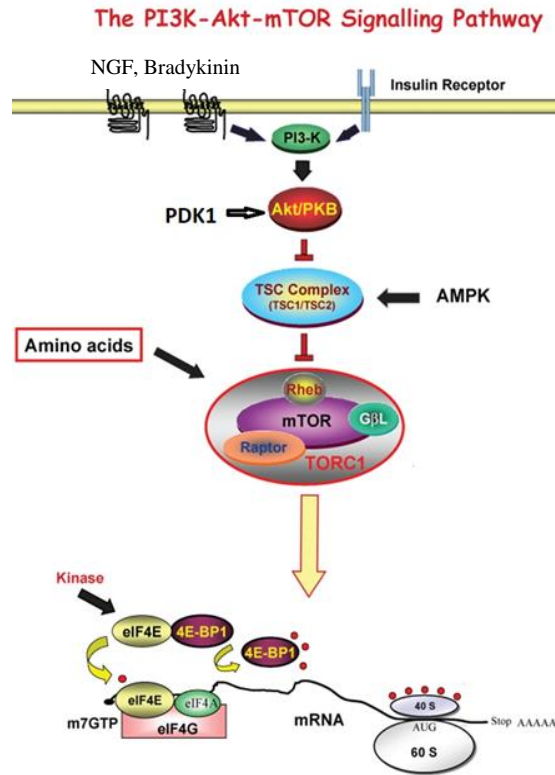 The PI3K-Akt-mTOR Signalling Pathway
NGF, Bradykinin
Insulin Receptor
PI3-K
PDK1
Akt/PKB
TSC Complex
(TSC1/TSC2)
AMPK
Amino acids
Rheb
mTOR
GβL
Raptor
TORC1
Kinase
eIF4E
4E-BP1
4E-BP1
eIF4E
eIF4A
m7GTP
eIF4G
mRNA
40 S
AUG
Stop AAAAA
60 S